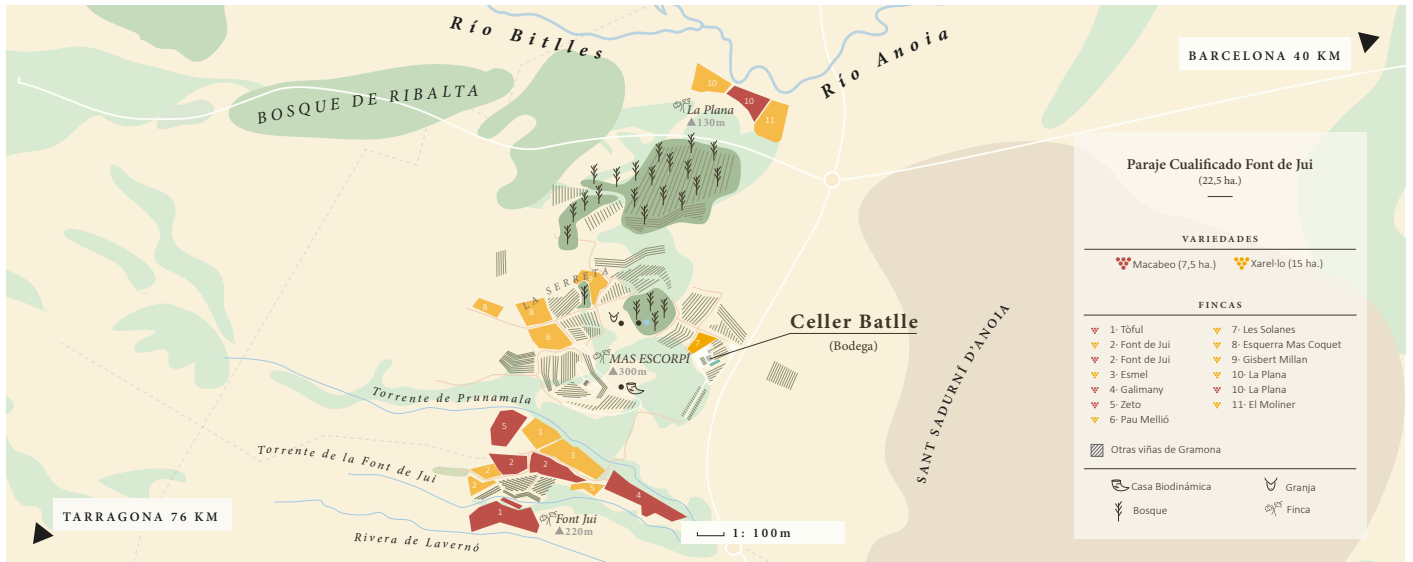 Río Bitlles
Río Anoia
BARCELONA 40 KM
BOSQUE DE RIBALTA
10
10
11
La Plana
130m
LA SERRETA
9
8
8
6
7
Celler Batlle
(Bodega)
MAS ESCORPÍ
300m
SANT SADURNÍ D'ANOIA
Torrente de Prunamala
5
3
3
Torrente de la Font de Jui
2
2
2
2
4
1
Font Jui
220m
TARRAGONA 76 KM
Rivera de Lavernó
1: 100m
Paraje Cualificado Font de Jui
(22,5 ha.)
VARIEDADES
Macabeo (7,5 ha.)
Xarel·lo (15 ha.)
FINCAS
1· Tòful
2· Font de Jui
2· Font de Jui
3· Esmel
4· Galimany
5· Zeto
6· Pau Mellió
7· Les Solanes
8· Esquerra Mas Coquet
9· Gisbert Millan
10· La Plana
10· La Plana
11· El Moliner
Otras viñas de Gramona
Casa Biodinámica
Granja
Bosque
Finca